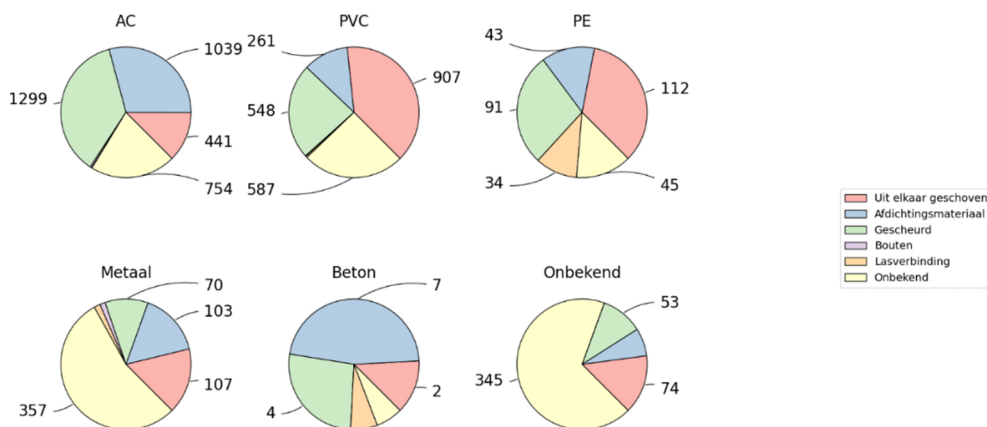 AC
1039
1299
441
754
PVC
261
907
548
587
PE
43
112
91
34
45
Uit elkaar geschoven
Afdichtingsmateriaal
Gescheurd
Bouten
Lasverbinding
Onbekend
Metaal
70
103
107
357
Beton
7
2
4
Onbekend
53
345
74